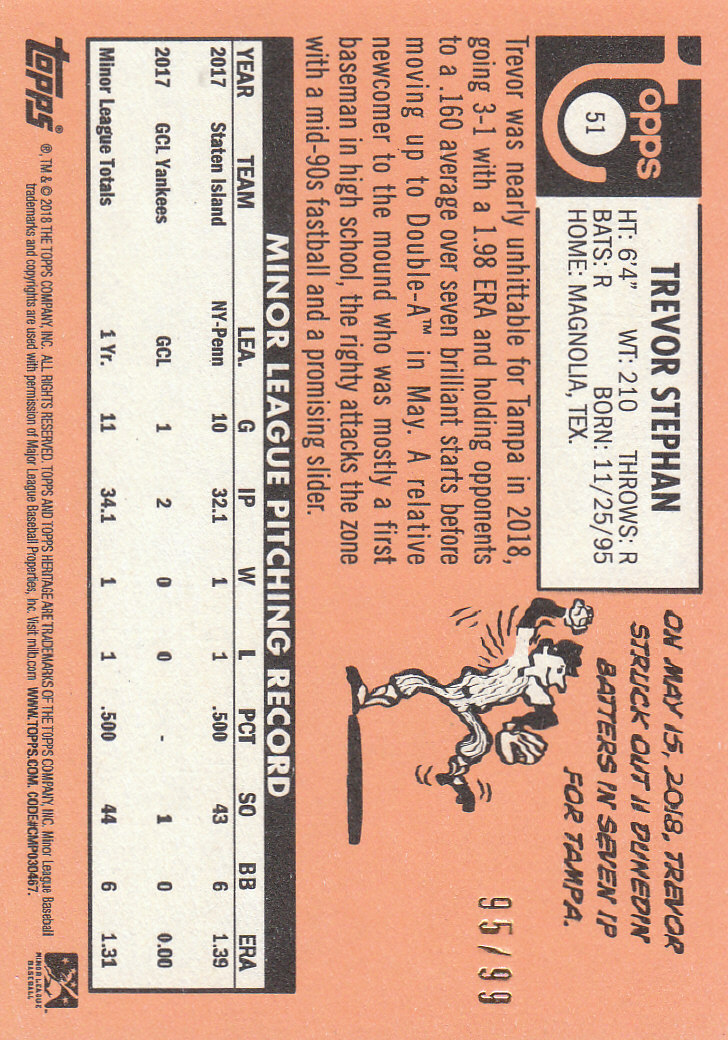 topps
51
TREVOR STEPHAN
HT: 6'4" WT: 210 THROWS: R
BATS: R BORN: 11/25/95
HOME: MAGNOLIA, TEX.
Trevor was nearly unhittable for Tampa in 2018,
going 3-1 with a 1.98 ERA and holding opponents
to a .160 average over seven brilliant starts before
moving up to Double-A™ in May. A relative
newcomer to the mound who was mostly a first
baseman in high school, the righty attacks the zone
with a mid-90s fastball and a promising slider.
ON MAY 15, 2018, TREVOR
STRUCK OUT 11 DUNEDIN
BATTERS IN SEVEN IP
FOR TAMPA.
95/99
MINOR LEAGUE PITCHING RECORD
YEAR TEAM LEA. G IP W L PCT SO BB ERA
2017 Staten Island NY-Penn 10 32.1 1 1 .500 43 6 1.39
2017 GCL Yankees GCL 1 2 0 0 - 1 0 0.00
Minor League Totals 1 Yr. 11 34.1 1 1 .500 44 6 1.31
topps®
®, TM & © 2018 THE TOPPS COMPANY, INC. ALL RIGHTS RESERVED. TOPPS AND TOPPS HERITAGE ARE TRADEMARKS OF THE TOPPS COMPANY, INC. Minor League Baseball
trademarks and copyrights are used with permission of Major League Baseball Properties, Inc. Visit milb.com WWW.TOPPS.COM. CODE#CMP030467.
MINOR LEAGUE
BASEBALL